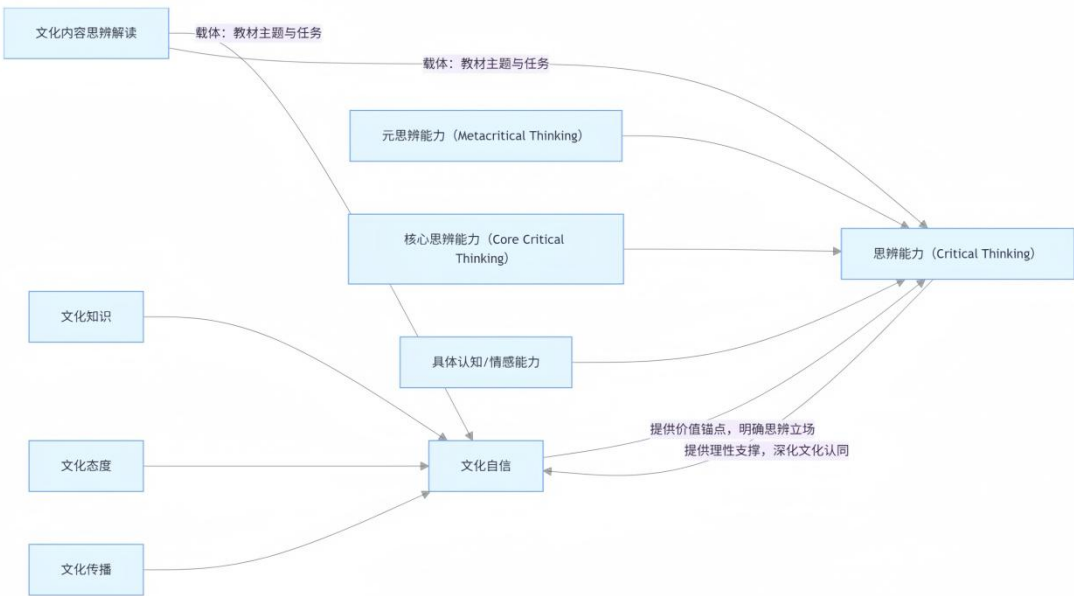 文化内容思辨解读
载体：教材主题与任务
载体：教材主题与任务
元思辨能力（Metacritical Thinking）
核心思辨能力（Core Critical
Thinking）
思辨能力（Critical Thinking）
文化知识
具体认知/情感能力
提供价值锚点，明确思辨立场
提供理性支撑，深化文化认同
文化态度
文化自信
文化传播